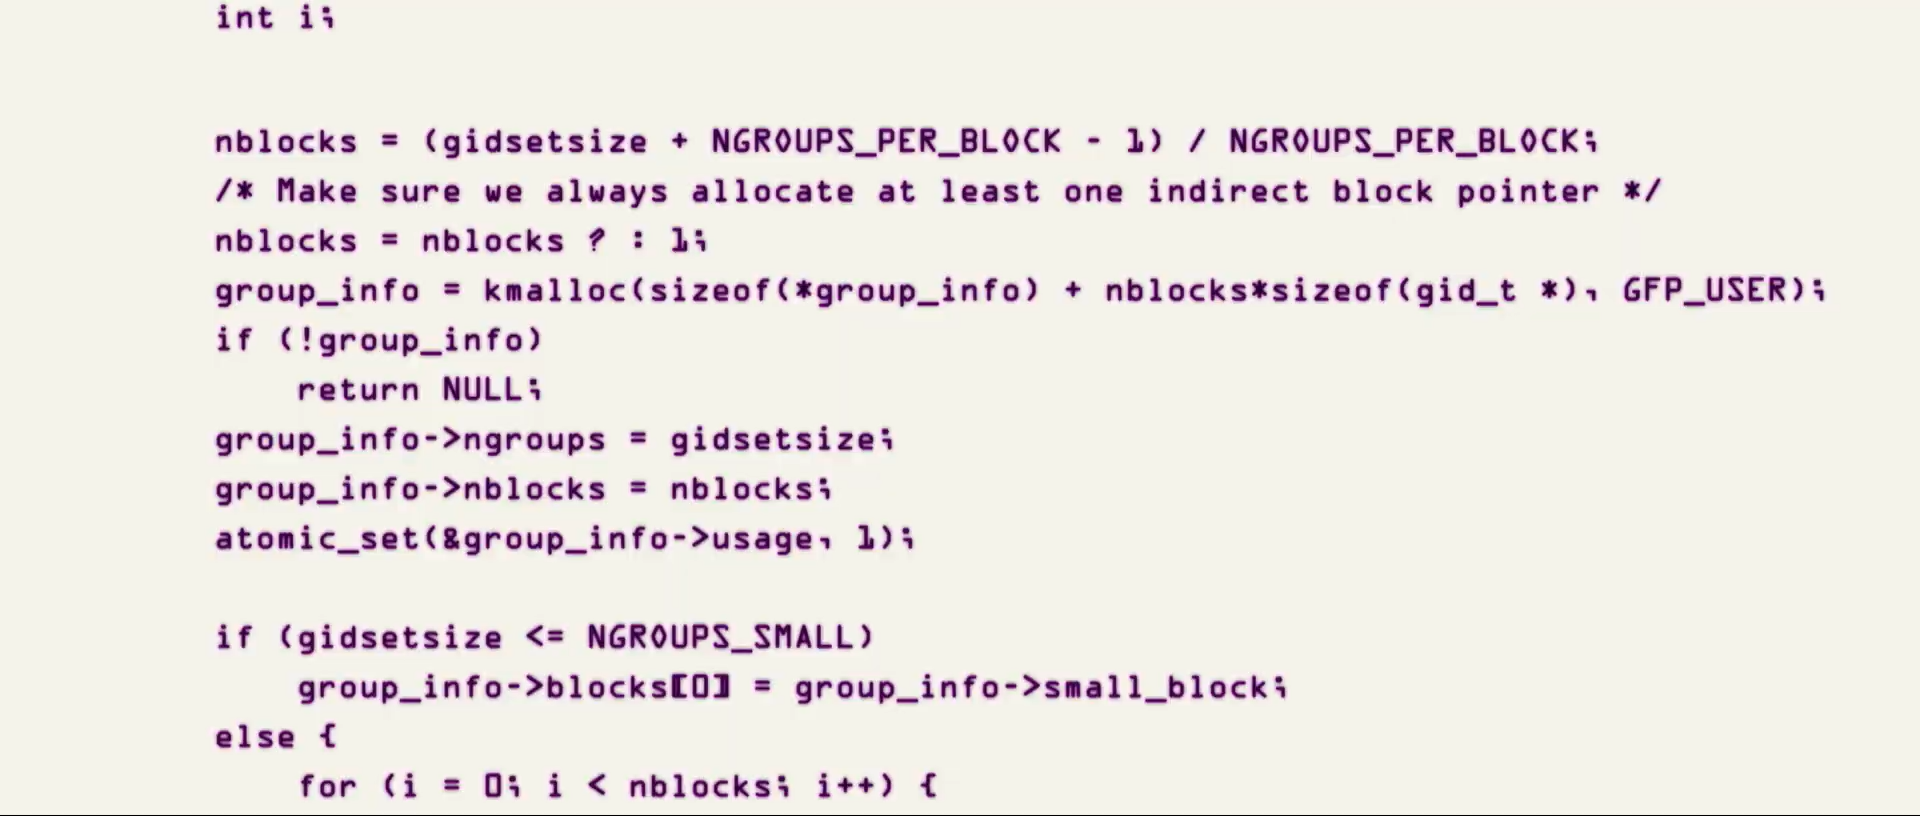 int i;
nblocks = (gidsetsize + NGROUPS_PER_BLOCK - 1) / NGROUPS_PER_BLOCK;
/* Make sure we always allocate at least one indirect block pointer */
nblocks = nblocks ? : 1;
group_info = kmalloc(sizeof(*group_info) + nblocks*sizeof(gid_t *), GFP_USER);
if (!group_info)
    return NULL;
group_info->ngroups = gidsetsize;
group_info->nblocks = nblocks;
atomic_set(&group_info->usage, 1);
if (gidsetsize <= NGROUPS_SMALL)
    group_info->blocks[0] = group_info->small_block;
else {
    for (i = 0; i < nblocks; i++) {